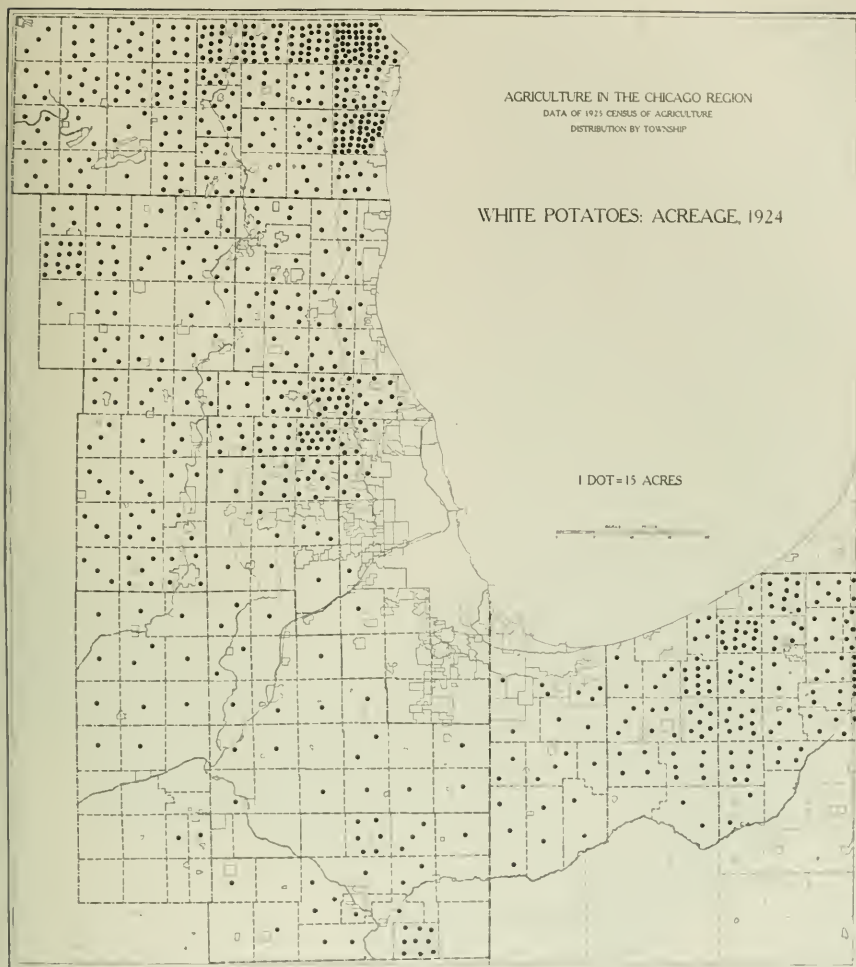 AGRICULTURE IN THE CHICAGO REGION
DATA OF 1925 CENSUS OF AGRICULTURE
DISTRIBUTION BY TOWNSHIP
WHITE POTATOES: ACREAGE, 1924
1 DOT = 15 ACRES